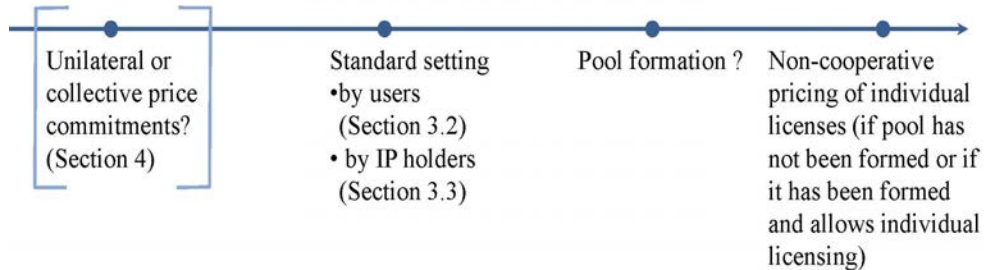 Unilateral or
collective price
commitments?
(Section 4)
Standard setting
•by users
(Section 3.2)
• by IP holders
(Section 3.3)
Pool formation ?
Non-cooperative
pricing of individual
licenses (if pool has
not been formed or if
it has been formed
and allows individual
licensing)